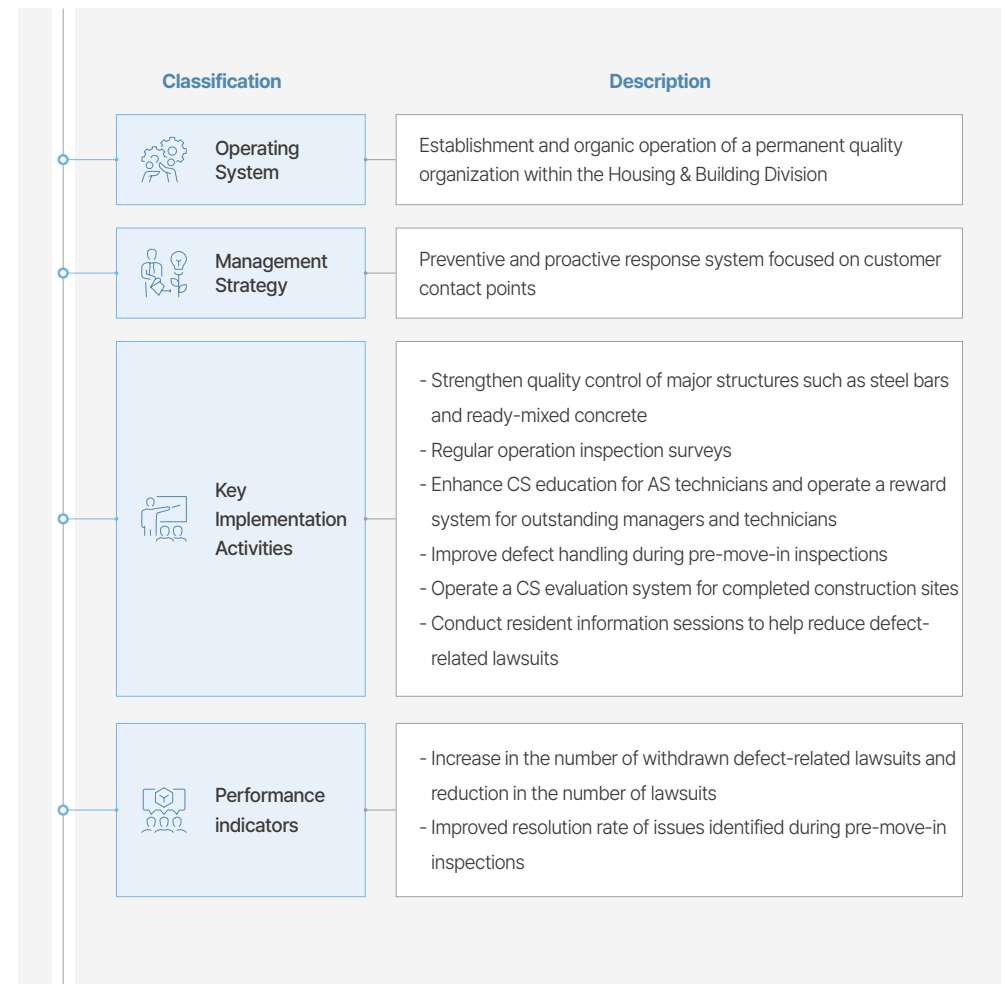 Classification
Description
Operating
System
Establishment and organic operation of a permanent quality
organization within the Housing & Building Division
Management
Strategy
Preventive and proactive response system focused on customer
contact points
Key
Implementation
Activities
- Strengthen quality control of major structures such as steel bars
and ready-mixed concrete
- Regular operation inspection surveys
- Enhance CS education for AS technicians and operate a reward
system for outstanding managers and technicians
- Improve defect handling during pre-move-in inspections
- Operate a CS evaluation system for completed construction sites
- Conduct resident information sessions to help reduce defect-
related lawsuits
Performance
indicators
- Increase in the number of withdrawn defect-related lawsuits and
reduction in the number of lawsuits
- Improved resolution rate of issues identified during pre-move-in
inspections